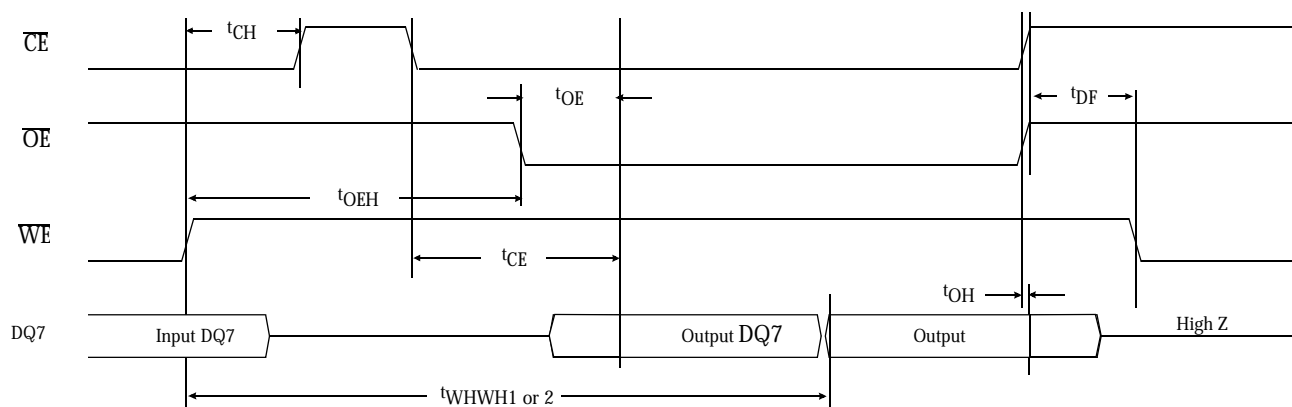 tCH
CE
tOE
tDF
OE
tOEH
WE
tCE
tOH
DQ7
Input DQ7
Output DQ7
Output
High Z
tWHWH1 or 2